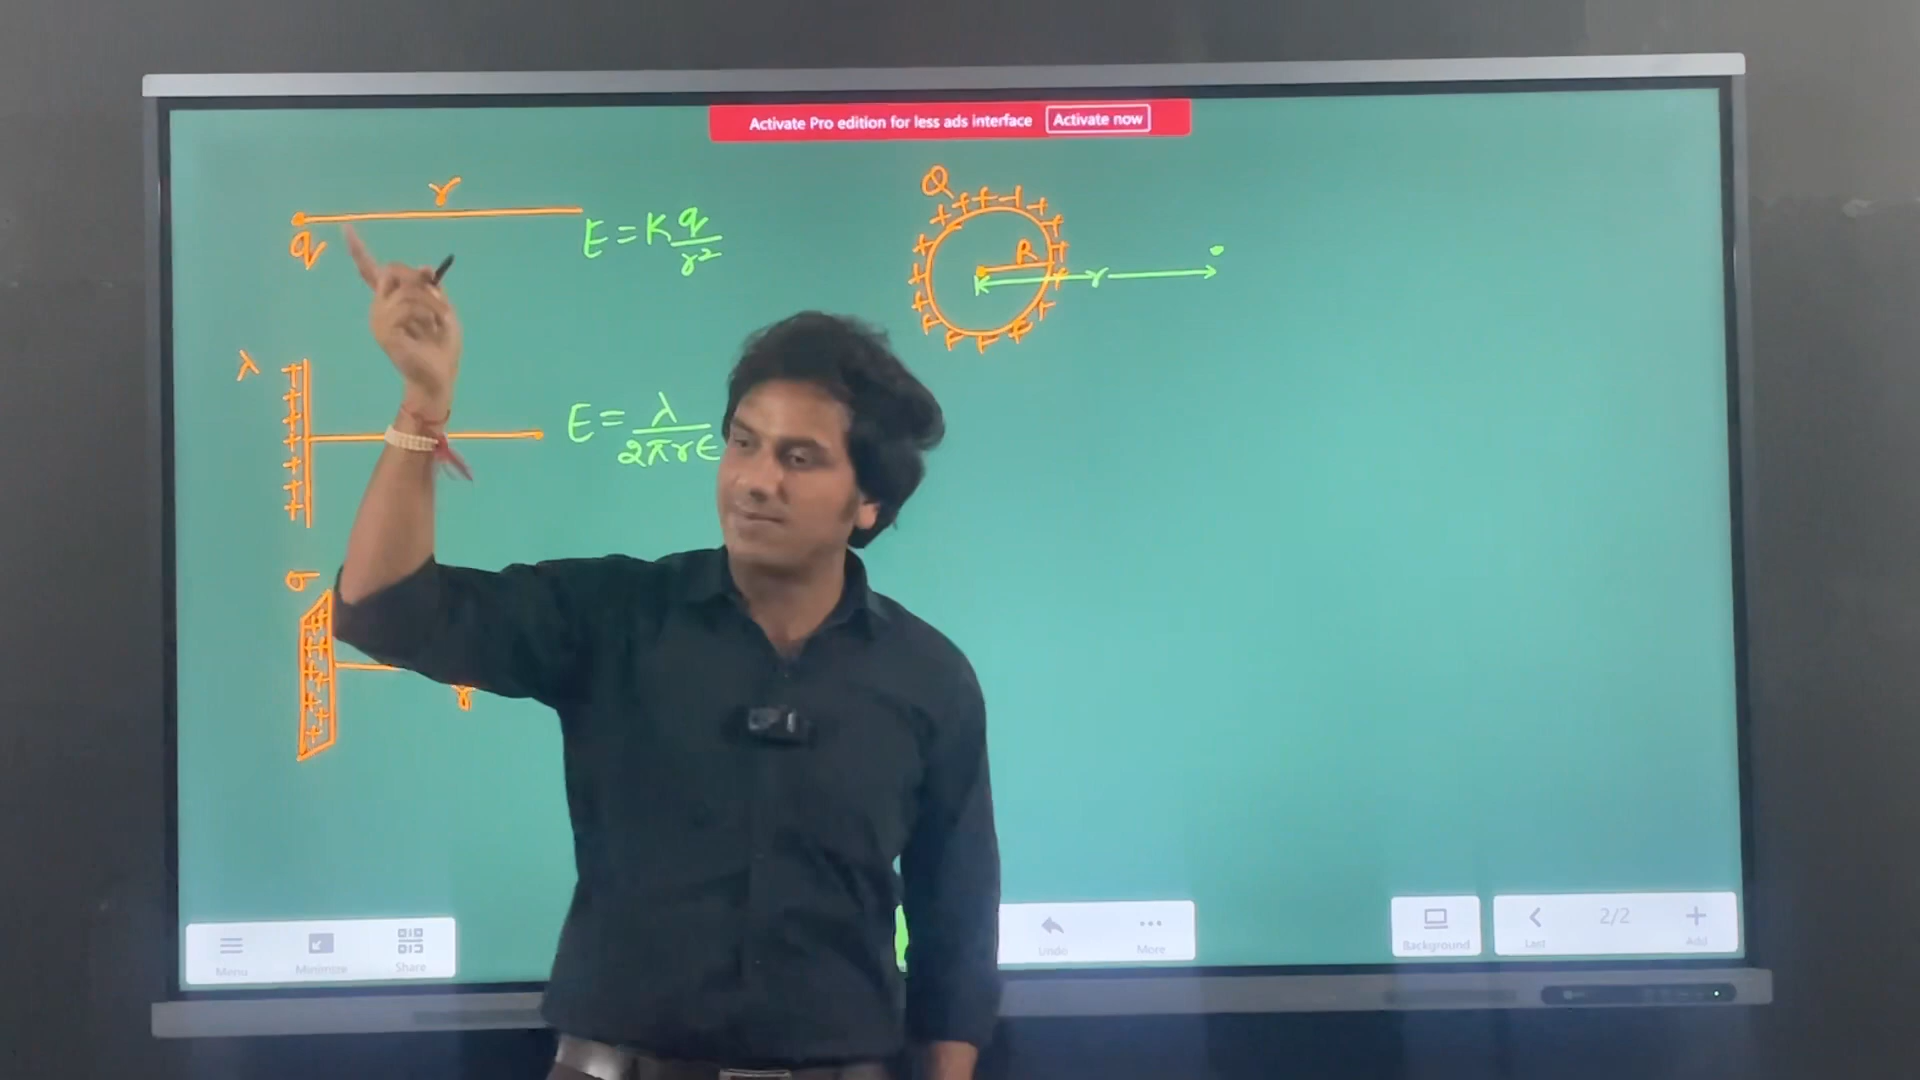 Activate Pro edition for less ads interface Activate now
r
q
E = K q/r²
λ
E = λ/2πrϵ
σ
r
Q
R
r
Menu
Minimize
Share
Undo
More
Background
Last
2/2
Add